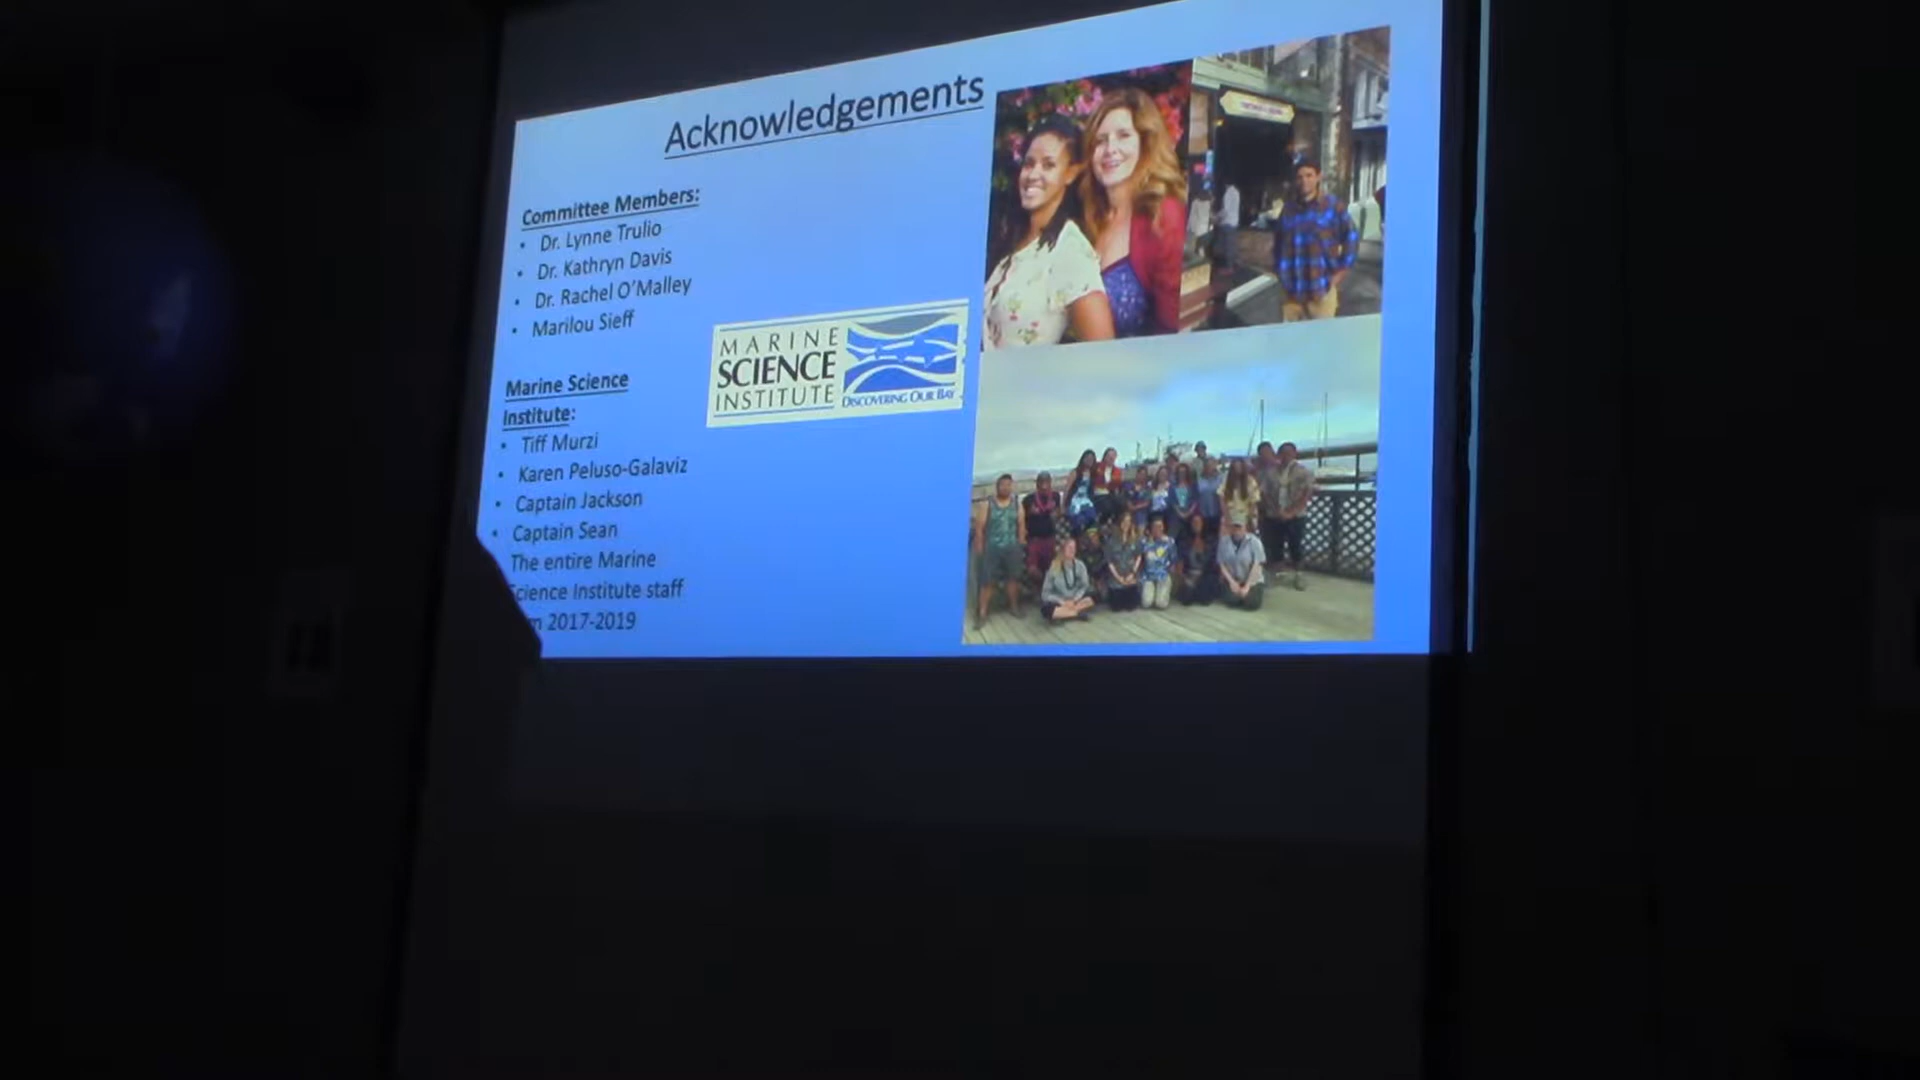 Acknowledgements
Committee Members:
• Dr. Lynne Trulio
• Dr. Kathryn Davis
• Dr. Rachel O'Malley
• Marilou Sieff
MARINE
SCIENCE
INSTITUTE
DISCOVERING OUR BAY
Marine Science
Institute:
• Tiff Murzi
• Karen Peluso-Galaviz
• Captain Jackson
• Captain Sean
The entire Marine
Science Institute staff
2017-2019